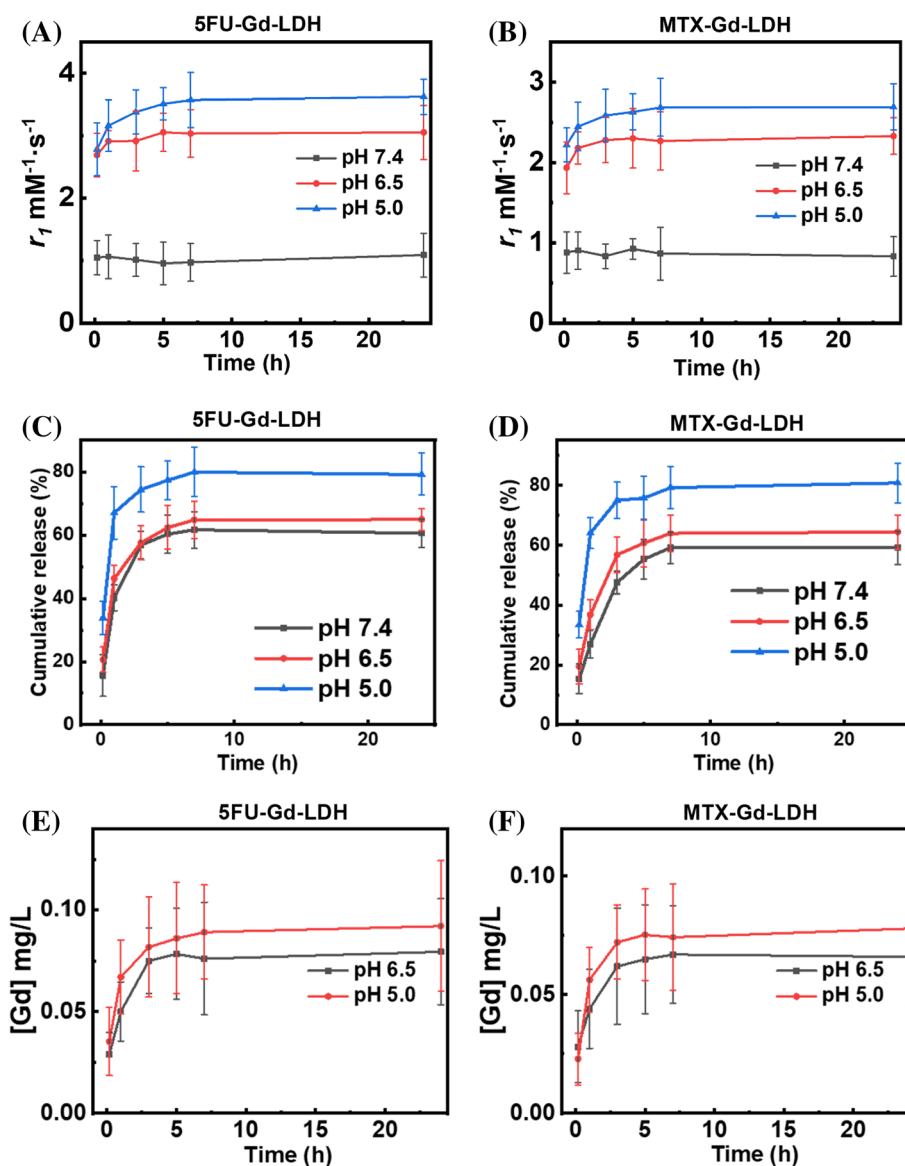 (A)
5FU-Gd-LDH
r₁ mM⁻¹·s⁻¹
4
2
0
pH 7.4
pH 6.5
pH 5.0
0 5 10 15 20
Time (h)
(B)
MTX-Gd-LDH
r₁ mM⁻¹·s⁻¹
3
2
1
0
pH 7.4
pH 6.5
pH 5.0
0 5 10 15 20
Time (h)
(C)
5FU-Gd-LDH
Cumulative release (%)
80
60
40
20
0
pH 7.4
pH 6.5
pH 5.0
0 10 20
Time (h)
(D)
MTX-Gd-LDH
Cumulative release (%)
80
60
40
20
0
pH 7.4
pH 6.5
pH 5.0
0 10 20
Time (h)
(E)
5FU-Gd-LDH
[Gd] mg/L
0.10
0.05
0.00
pH 6.5
pH 5.0
0 5 10 15 20
Time (h)
(F)
MTX-Gd-LDH
[Gd] mg/L
0.10
0.05
0.00
pH 6.5
pH 5.0
0 5 10 15 20
Time (h)